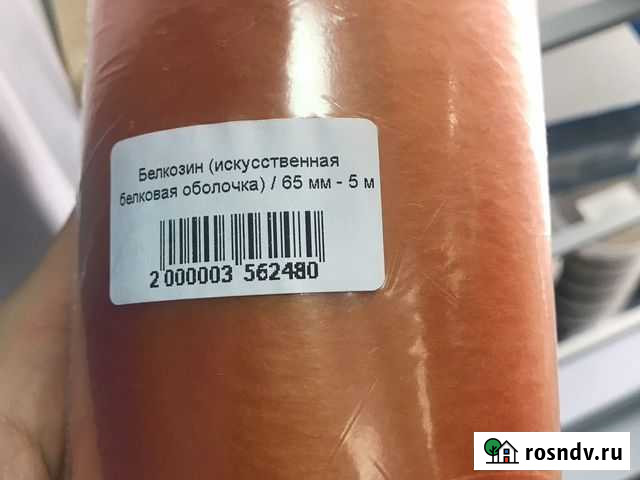 Белкозин (искусственная
белковая оболочка) / 65 мм - 5 м
2 000003 562480
rosndv.ru